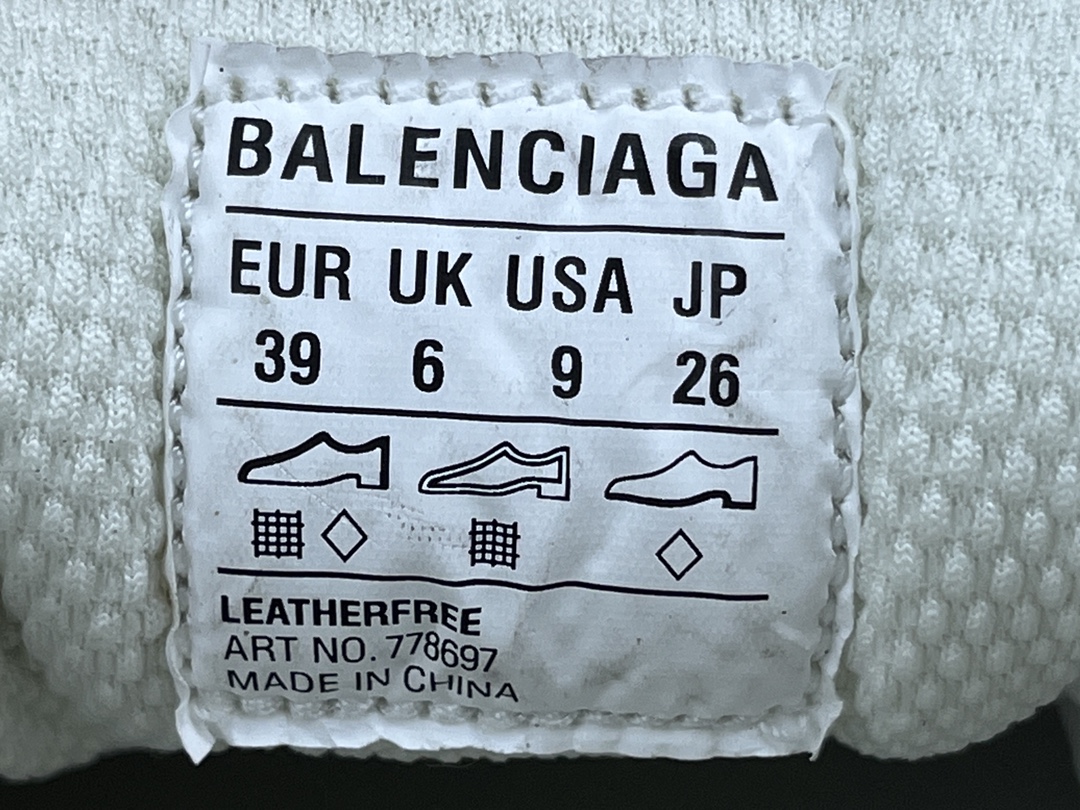 BALENCIAGA
EUR UK USA JP
39 6 9 26
LEATHERFREE
ART NO. 778697
MADE IN CHINA